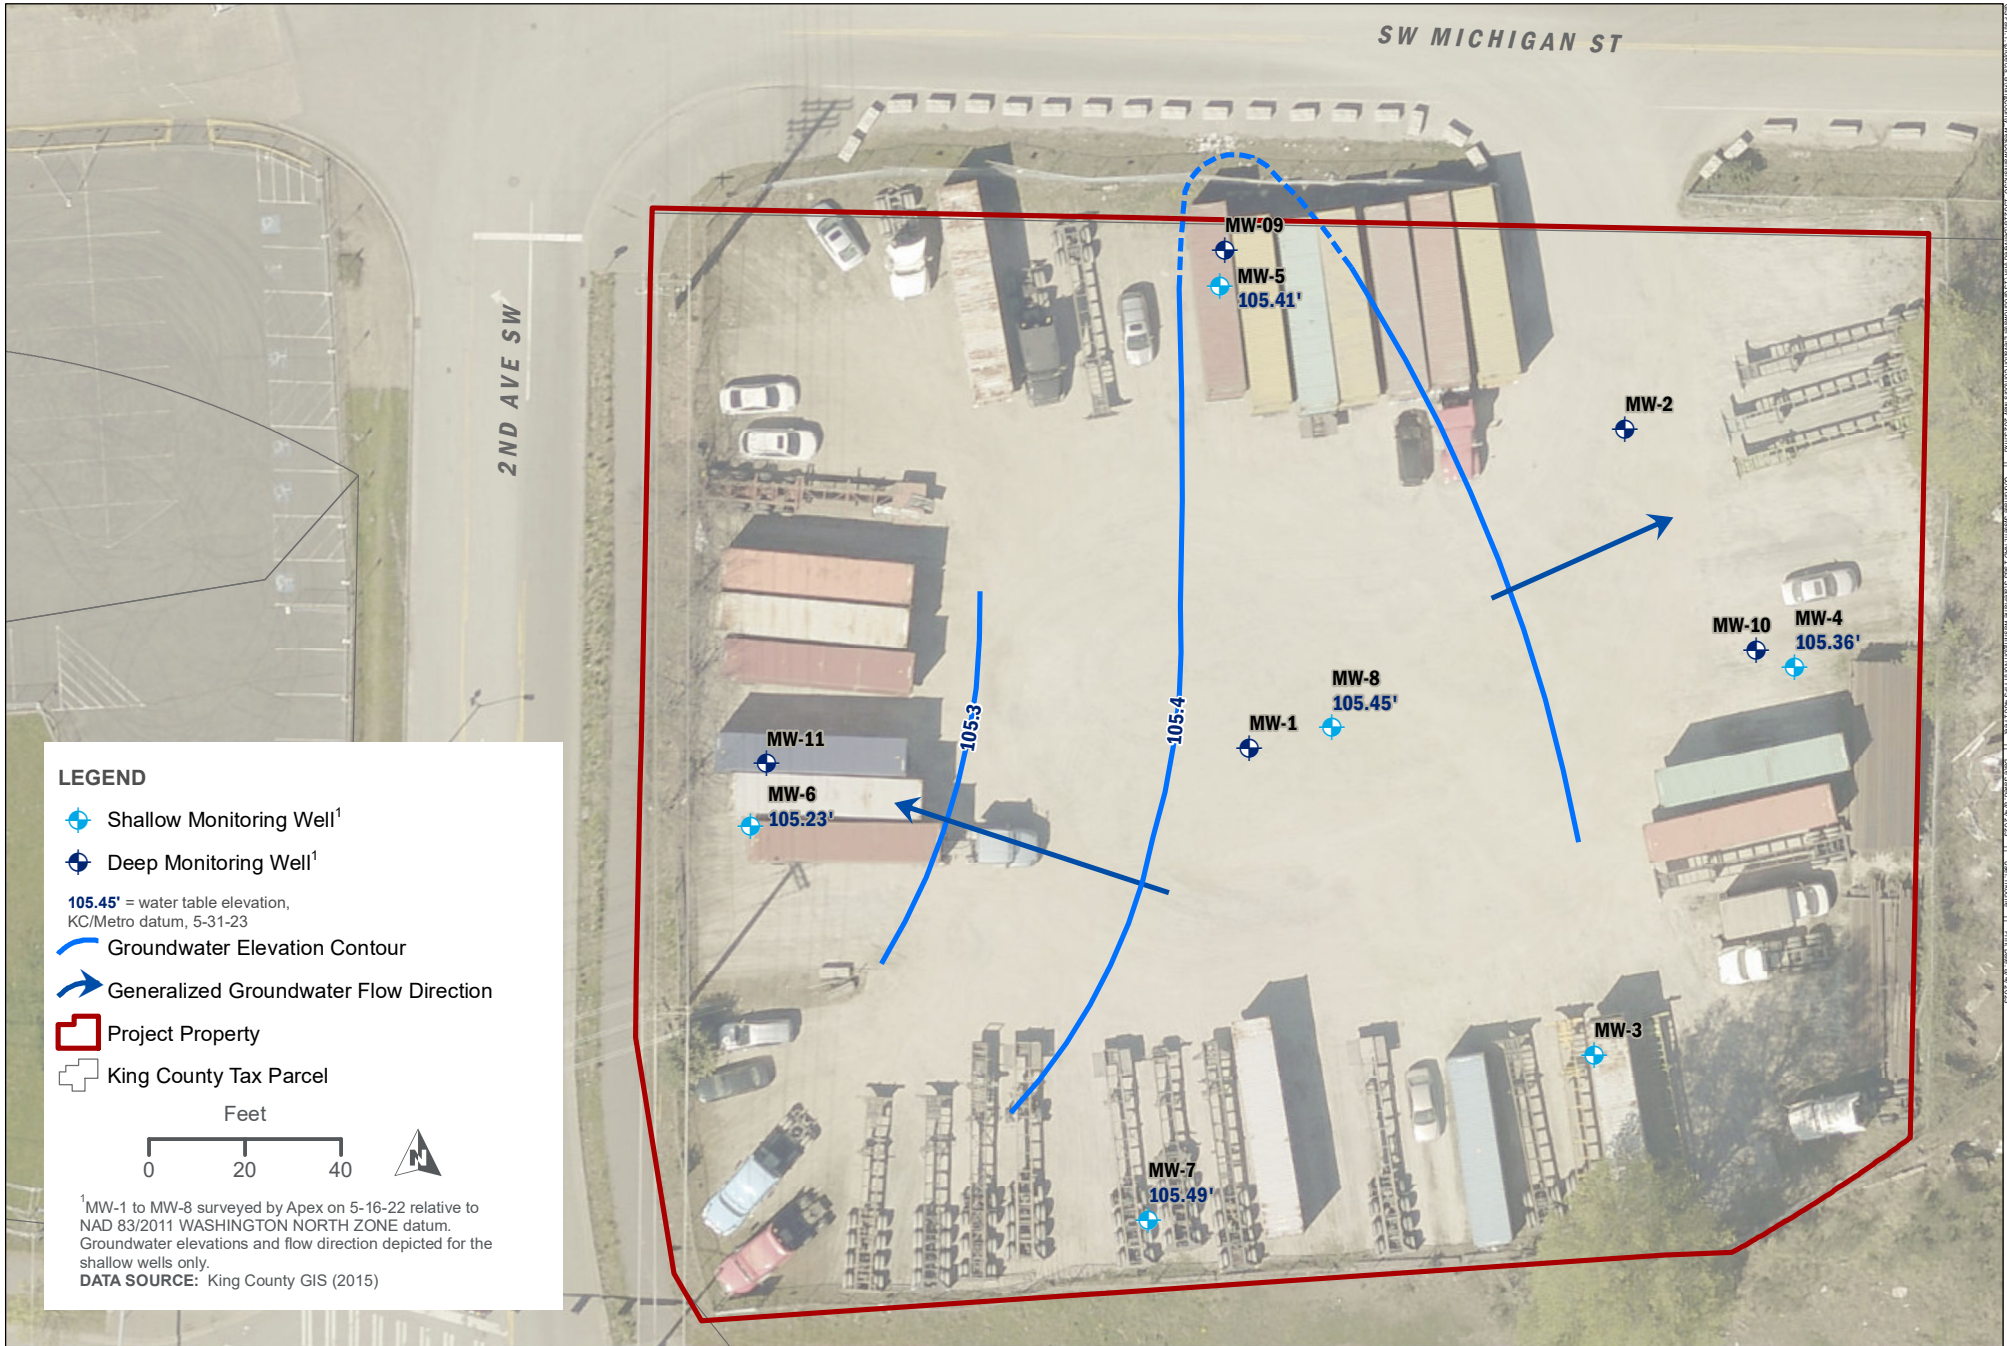 SW MICHIGAN ST
2ND AVE SW
MW-09
MW-5
105.41'
MW-2
MW-10
MW-4
105.36'
MW-8
105.45'
MW-1
105.3
105.4
MW-11
MW-6
105.23'
MW-3
MW-7
105.49'
LEGEND
Shallow Monitoring Well1
Deep Monitoring Well1
105.45' = water table elevation,
KC/Metro datum, 5-31-23
Groundwater Elevation Contour
Generalized Groundwater Flow Direction
Project Property
King County Tax Parcel
Feet
0 20 40
N
1MW-1 to MW-8 surveyed by Apex on 5-16-22 relative to
NAD 83/2011 WASHINGTON NORTH ZONE datum.
Groundwater elevations and flow direction depicted for the
shallow wells only.
DATA SOURCE: King County GIS (2015)